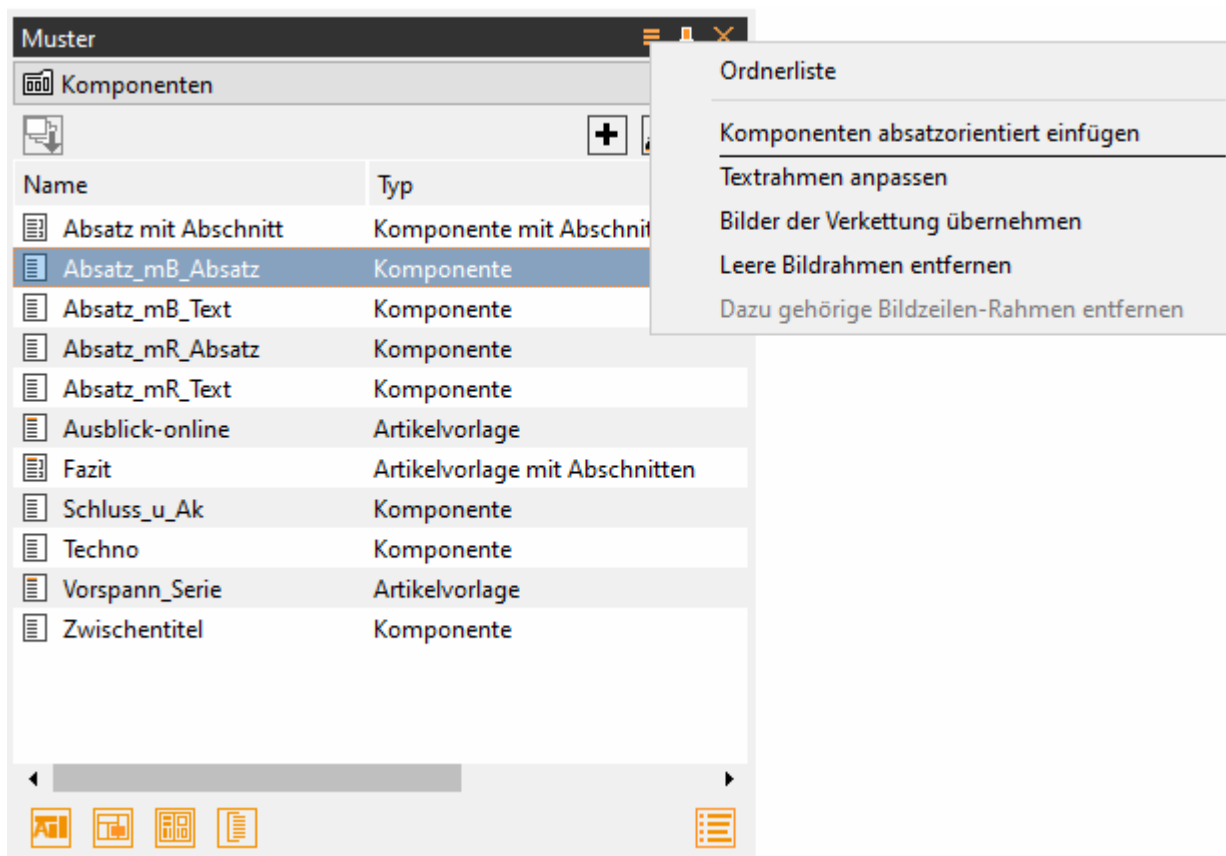 Muster
Komponenten
Name Typ
Absatz mit Abschnitt Komponente mit Abschnit
Absatz_mB_Absatz Komponente
Absatz_mB_Text Komponente
Absatz_mR_Absatz Komponente
Absatz_mR_Text Komponente
Ausblick-online Artikelvorlage
Fazit Artikelvorlage mit Abschnitten
Schluss_u_Ak Komponente
Techno Komponente
Vorspann_Serie Artikelvorlage
Zwischentitel Komponente
Ordnerliste
Komponenten absatzorientiert einfügen
Textrahmen anpassen
Bilder der Verkettung übernehmen
Leere Bildrahmen entfernen
Dazu gehörige Bildzeilen-Rahmen entfernen